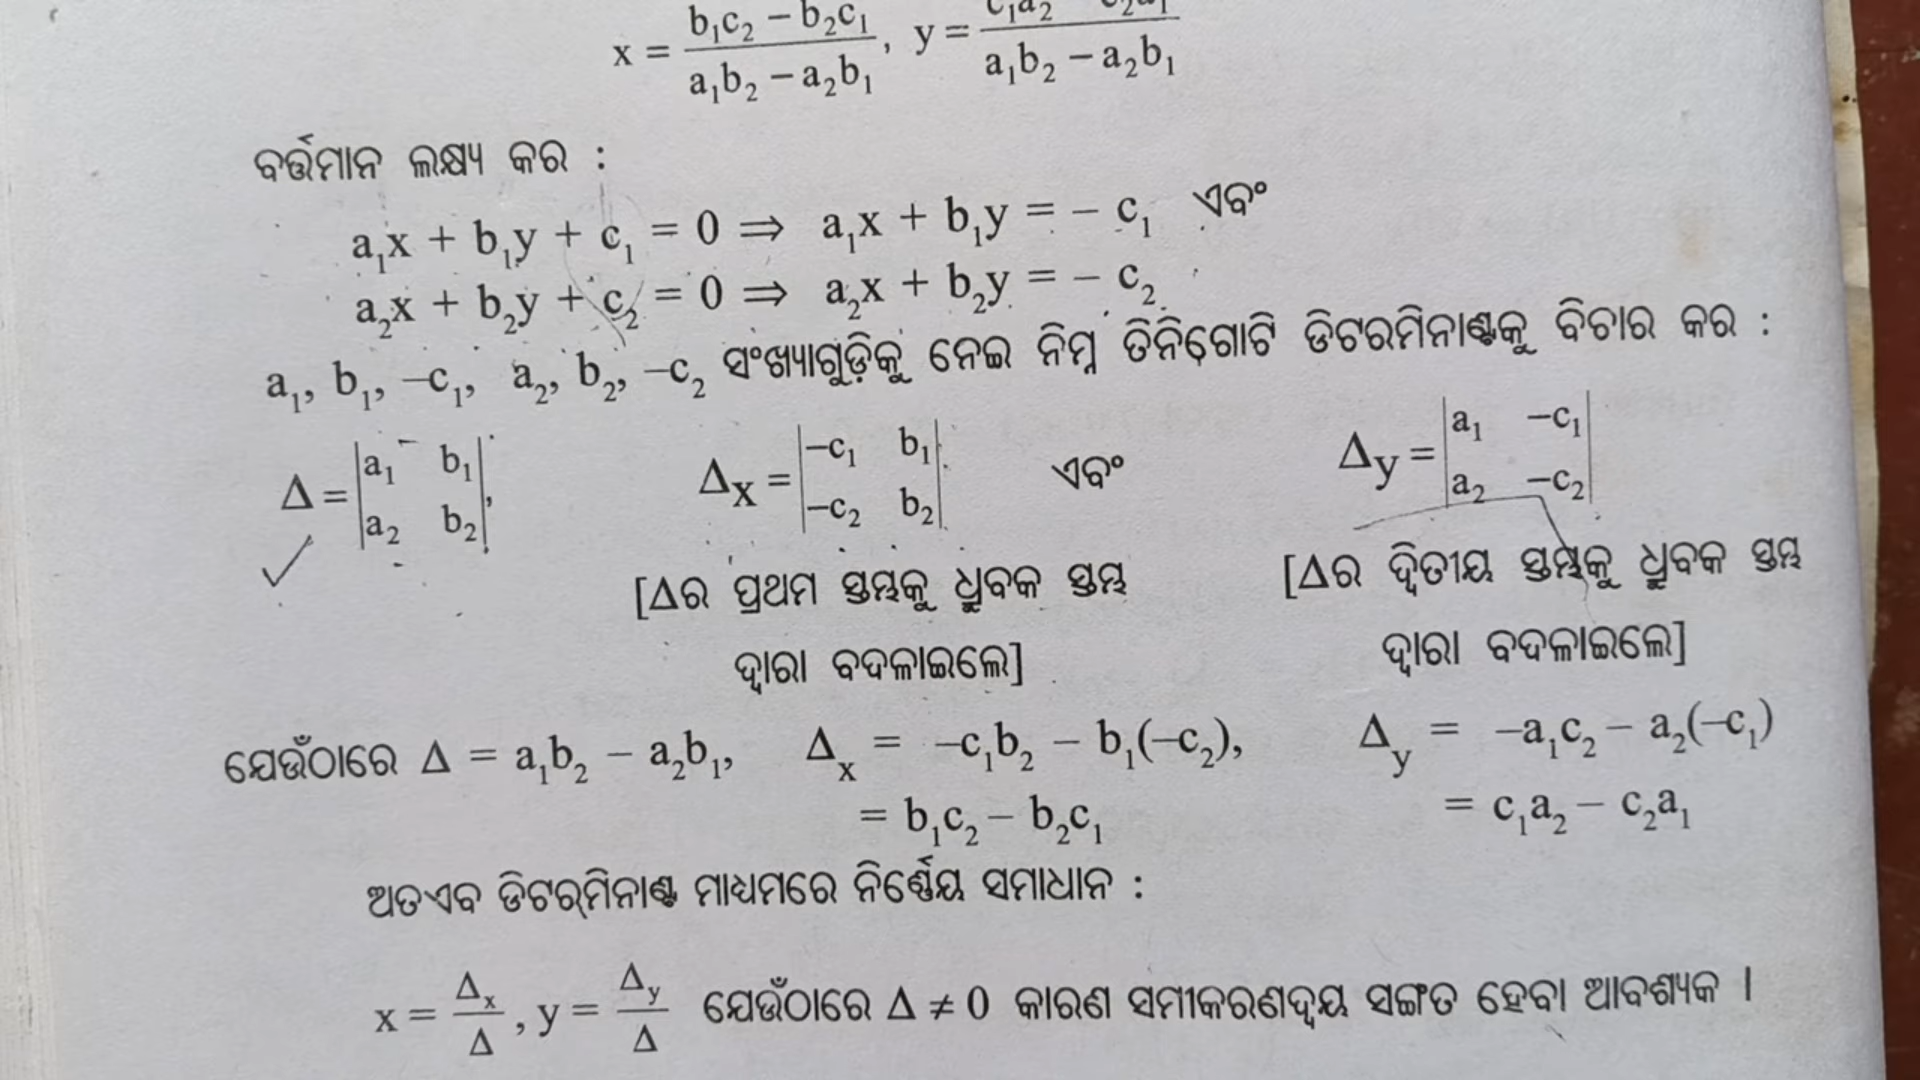 x = (b₁c₂ – b₂c₁)/(a₁b₂ – a₂b₁), y = (c₁a₂ – c₂a₁)/(a₁b₂ – a₂b₁)
ବର୍ତ୍ତମାନ ଲକ୍ଷ୍ୟ କର :
a₁x + b₁y + c₁ = 0 ⇒ a₁x + b₁y = – c₁ ଏବଂ
a₂x + b₂y + c₂ = 0 ⇒ a₂x + b₂y = – c₂
a₁, b₁, –c₁, a₂, b₂, –c₂ ସଂଖ୍ୟାଗୁଡ଼ିକୁ ନେଇ ନିମ୍ନ ତିନିଗୋଟି ଡିଟରମିନାଣ୍ଟକୁ ବିଚାର କର :
Δ = |a₁ b₁; a₂ b₂|, Δx = |–c₁ b₁; –c₂ b₂| ଏବଂ Δy = |a₁ –c₁; a₂ –c₂|
[Δର ପ୍ରଥମ ସ୍ତମ୍ଭକୁ ଧ୍ରୁବକ ସ୍ତମ୍ଭ [Δର ଦ୍ୱିତୀୟ ସ୍ତମ୍ଭକୁ ଧ୍ରୁବକ ସ୍ତମ୍ଭ
ଦ୍ୱାରା ବଦଳାଇଲେ] ଦ୍ୱାରା ବଦଳାଇଲେ]
ଯେଉଁଠାରେ Δ = a₁b₂ – a₂b₁, Δx = –c₁b₂ – b₁(–c₂), Δy = –a₁c₂ – a₂(–c₁)
= b₁c₂ – b₂c₁ = c₁a₂ – c₂a₁
ଅତଏବ ଡିଟର୍‌ମିନାଣ୍ଟ ମାଧ୍ୟମରେ ନିର୍ଣ୍ଣେୟ ସମାଧାନ :
x = Δx/Δ, y = Δy/Δ ଯେଉଁଠାରେ Δ ≠ 0 କାରଣ ସମୀକରଣଦ୍ୱୟ ସଙ୍ଗତ ହେବା ଆବଶ୍ୟକ ।